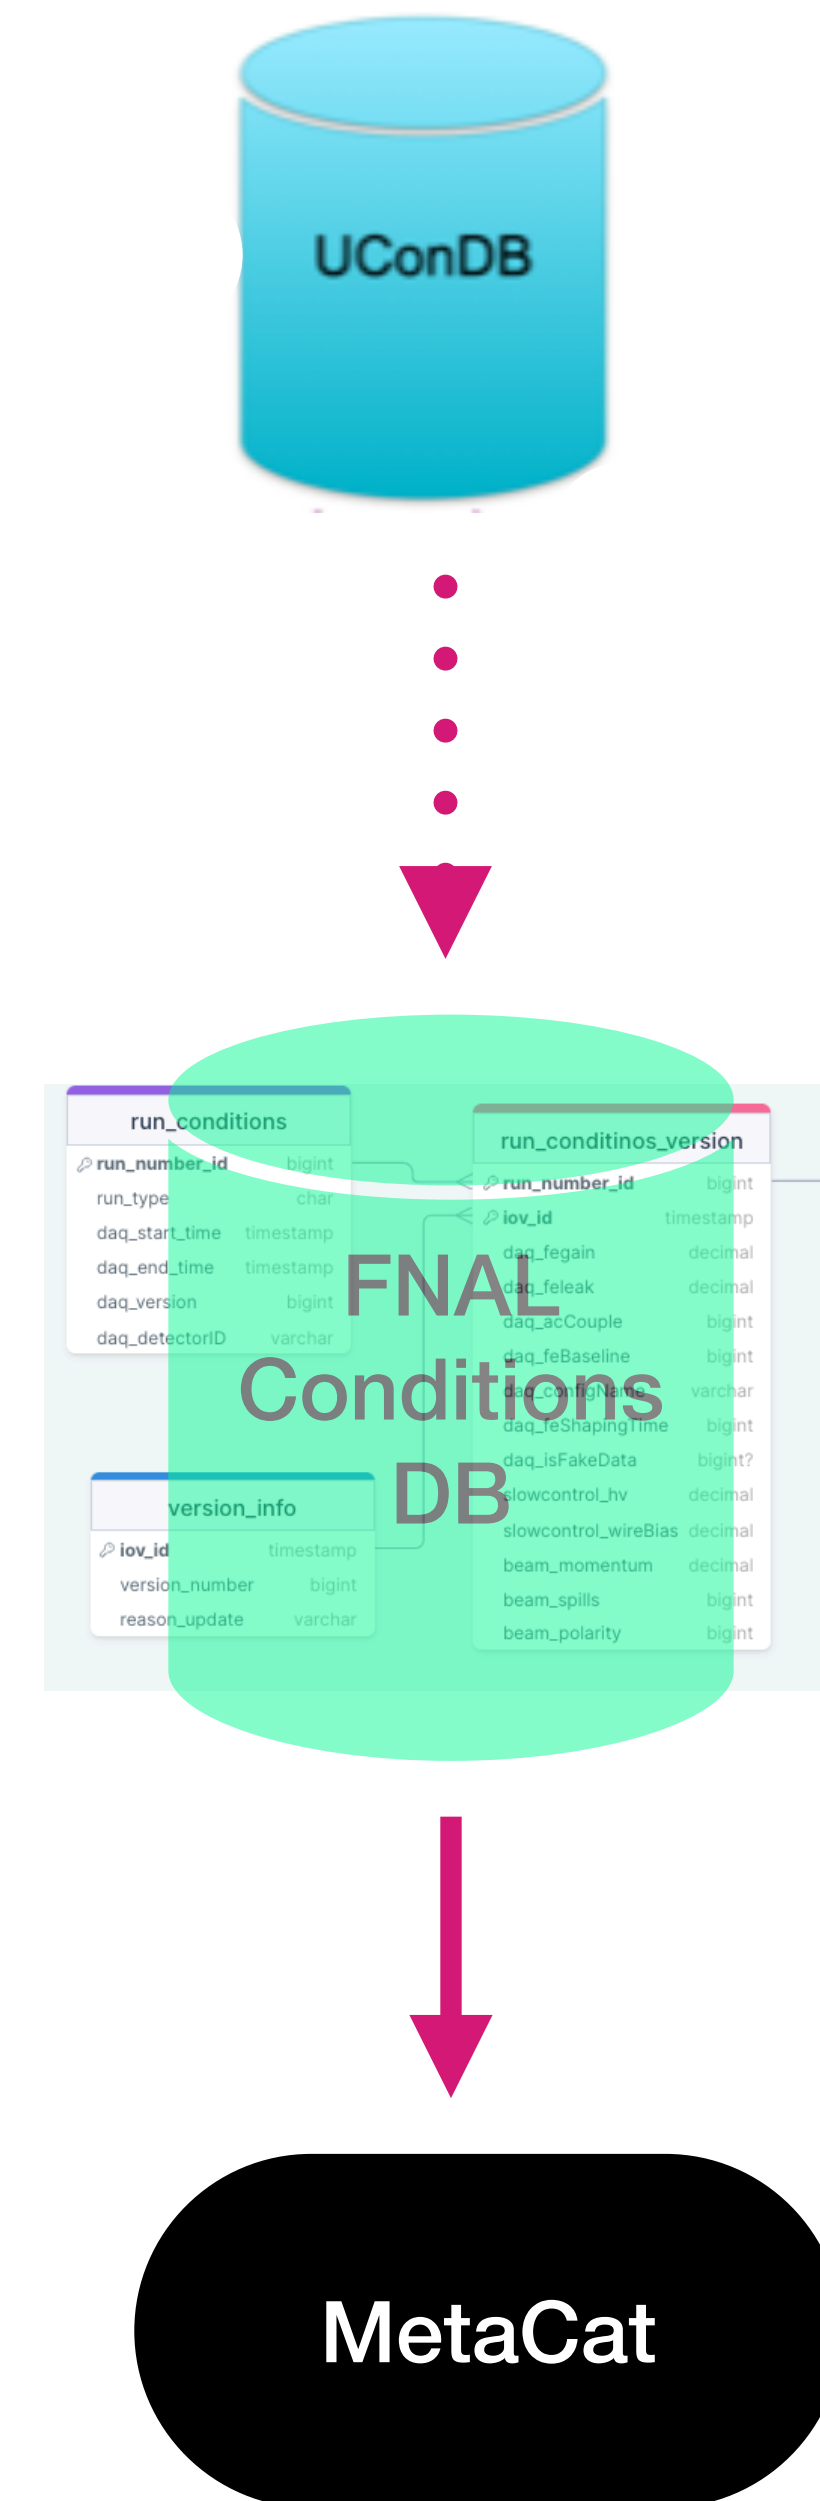 UConDB
run_conditions
run_number_id bigint
run_type char
daq_start_time timestamp
daq_end_time timestamp
daq_version bigint
daq_detectorID varchar
run_conditinos_version
run_number_id bigint
iov_id timestamp
daq_fegain decimal
daq_feleak decimal
daq_acCouple bigint
daq_feBaseline bigint
daq_configName varchar
daq_feShapingTime bigint
daq_isFakeData bigint?
slowcontrol_hv decimal
slowcontrol_wireBias decimal
beam_momentum decimal
beam_spills bigint
beam_polarity bigint
FNAL
Conditions
DB
version_info
iov_id timestamp
version_number bigint
reason_update varchar
MetaCat